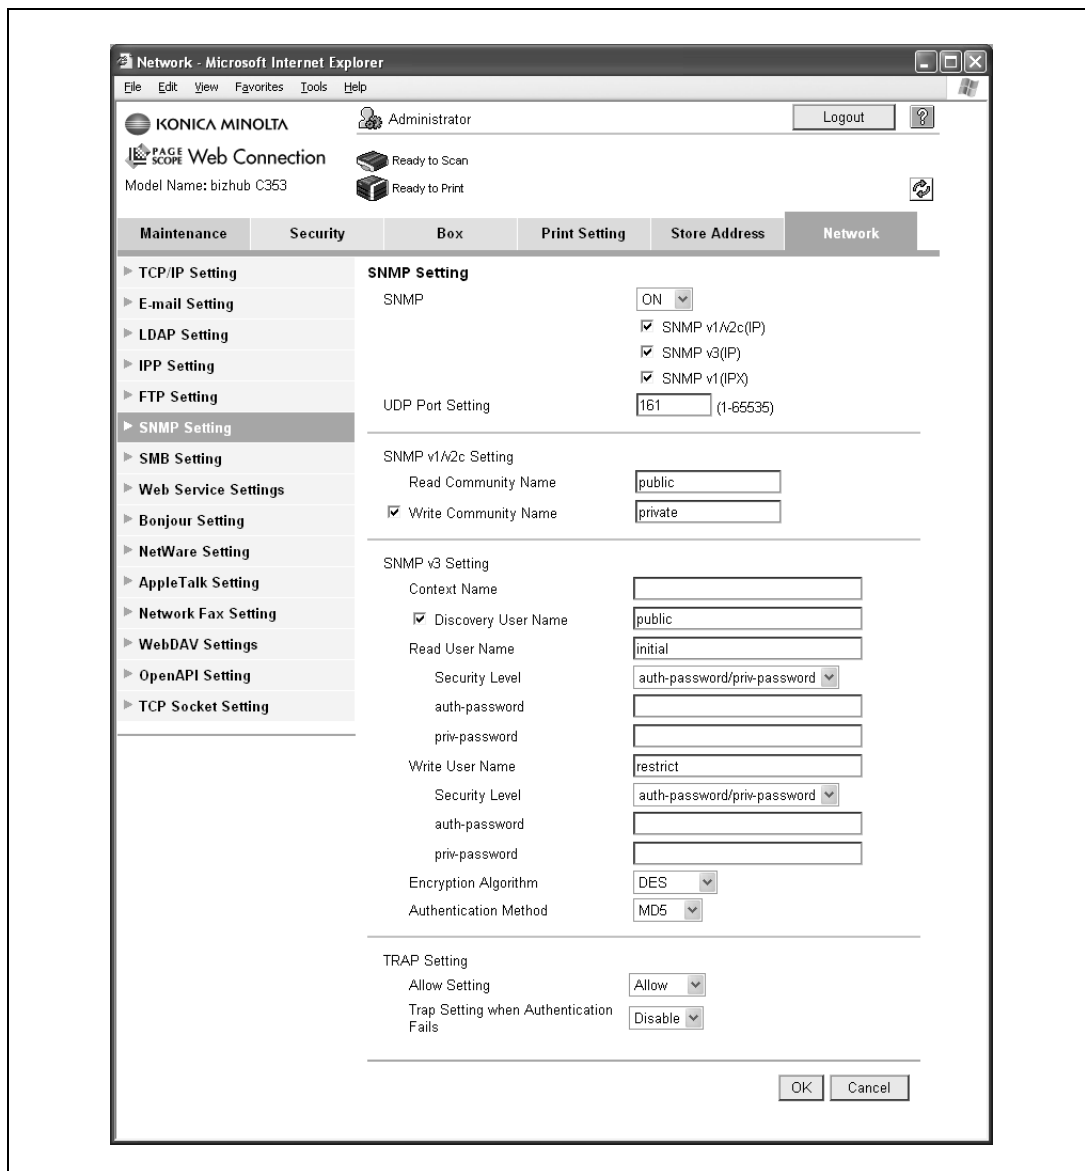 Network - Microsoft Internet Explorer
File Edit View Favorites Tools Help
KONICA MINOLTA
Administrator
Logout
?
PAGE SCOPE Web Connection
Ready to Scan
Model Name: bizhub C353
Ready to Print
Maintenance Security Box Print Setting Store Address Network
TCP/IP Setting
E-mail Setting
LDAP Setting
IPP Setting
FTP Setting
SNMP Setting
SMB Setting
Web Service Settings
Bonjour Setting
NetWare Setting
AppleTalk Setting
Network Fax Setting
WebDAV Settings
OpenAPI Setting
TCP Socket Setting
SNMP Setting
SNMP ON
SNMP v1/v2c(IP)
SNMP v3(IP)
SNMP v1(IPX)
UDP Port Setting 161 (1-65535)
SNMP v1/v2c Setting
Read Community Name public
Write Community Name private
SNMP v3 Setting
Context Name
Discovery User Name public
Read User Name initial
Security Level auth-password/priv-password
auth-password
priv-password
Write User Name restrict
Security Level auth-password/priv-password
auth-password
priv-password
Encryption Algorithm DES
Authentication Method MD5
TRAP Setting
Allow Setting Allow
Trap Setting when Authentication
Fails Disable
OK Cancel